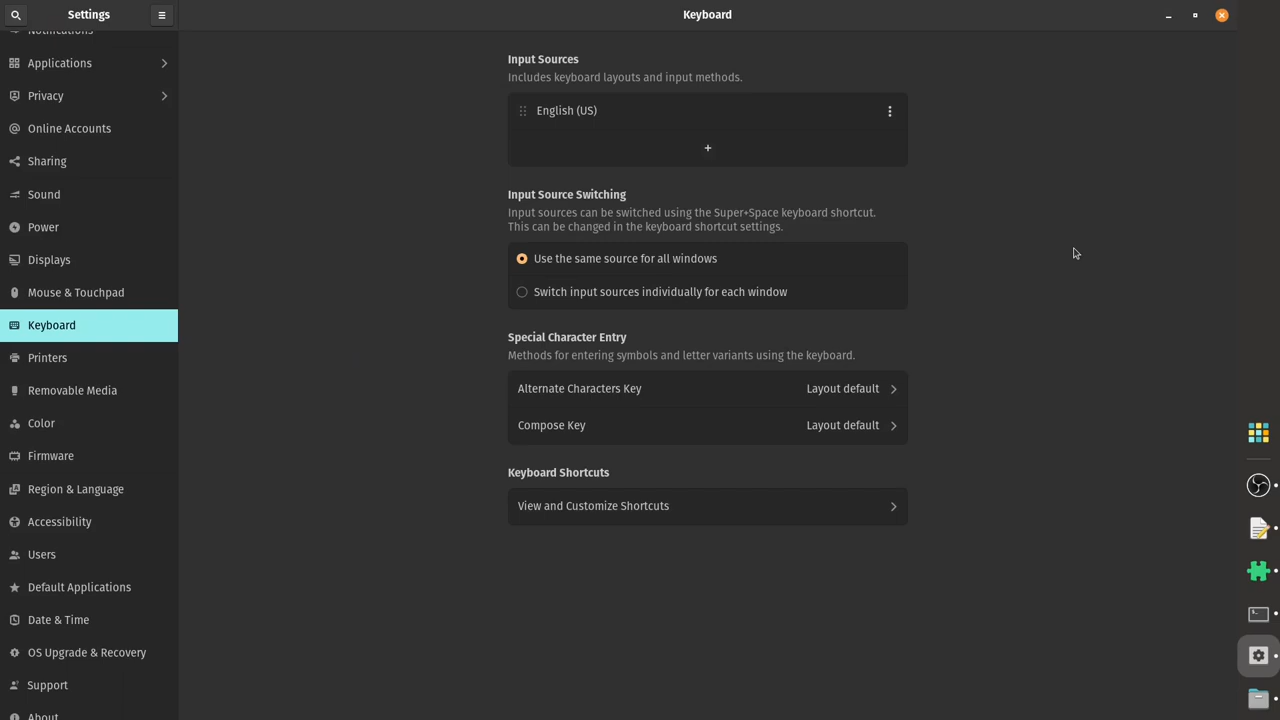 Settings
Keyboard
Notifications
Applications
Privacy
Online Accounts
Sharing
Sound
Power
Displays
Mouse & Touchpad
Keyboard
Printers
Removable Media
Color
Firmware
Region & Language
Accessibility
Users
Default Applications
Date & Time
OS Upgrade & Recovery
Support
About
Input Sources
Includes keyboard layouts and input methods.
English (US)
+
Input Source Switching
Input sources can be switched using the Super+Space keyboard shortcut.
This can be changed in the keyboard shortcut settings.
Use the same source for all windows
Switch input sources individually for each window
Special Character Entry
Methods for entering symbols and letter variants using the keyboard.
Alternate Characters Key Layout default
Compose Key Layout default
Keyboard Shortcuts
View and Customize Shortcuts